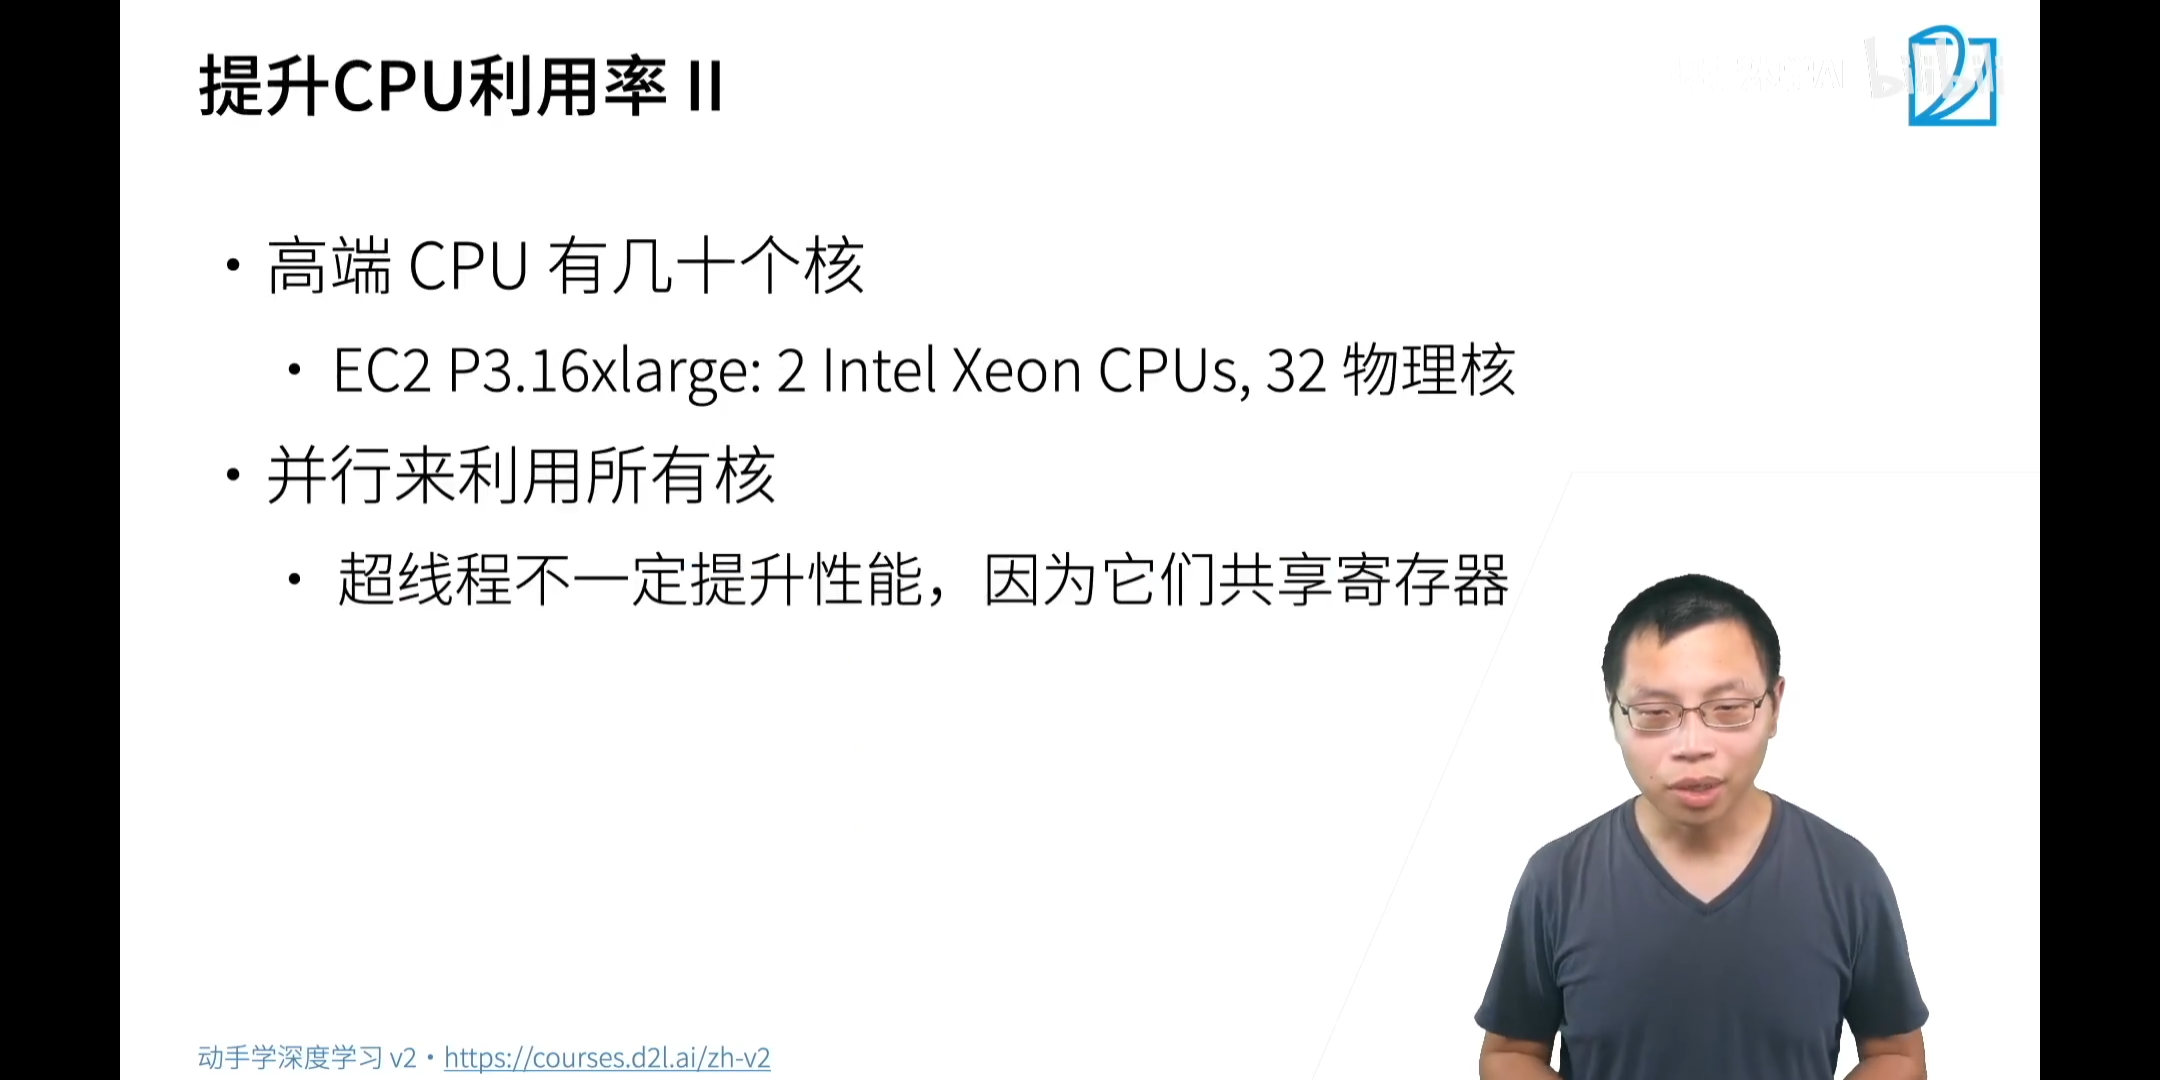 提升CPU利用率 II
bilibili
• 高端 CPU 有几十个核
• EC2 P3.16xlarge: 2 Intel Xeon CPUs, 32 物理核
• 并行来利用所有核
• 超线程不一定提升性能，因为它们共享寄存器
动手学深度学习 v2 • https://courses.d2l.ai/zh-v2